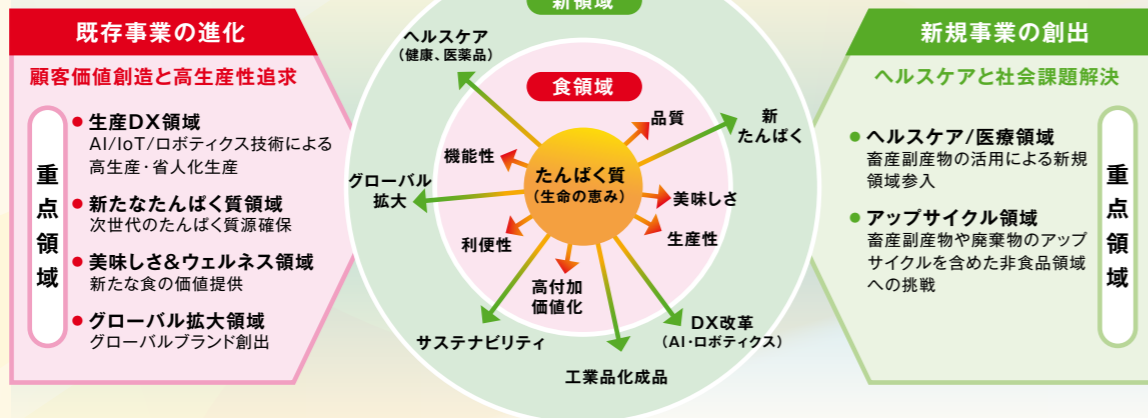 既存事業の進化
顧客価値創造と高生産性追求
重点領域
● 生産DX領域
AI/IoT/ロボティクス技術による
高生産・省人化生産
● 新たなたんぱく質領域
次世代のたんぱく質源確保
● 美味しさ&ウェルネス領域
新たな食の価値提供
● グローバル拡大領域
グローバルブランド創出
新領域
ヘルスケア
(健康、医薬品)
食領域
品質
新
たんぱく
機能性
たんぱく質
(生命の恵み)
グローバル
拡大
美味しさ
利便性
生産性
高付加
価値化
サステナビリティ
DX改革
(AI・ロボティクス)
工業品化成品
新規事業の創出
ヘルスケアと社会課題解決
● ヘルスケア/医療領域
畜産副産物の活用による新規
領域参入
● アップサイクル領域
畜産副産物や廃棄物のアップ
サイクルを含めた非食品領域
への挑戦
重点領域